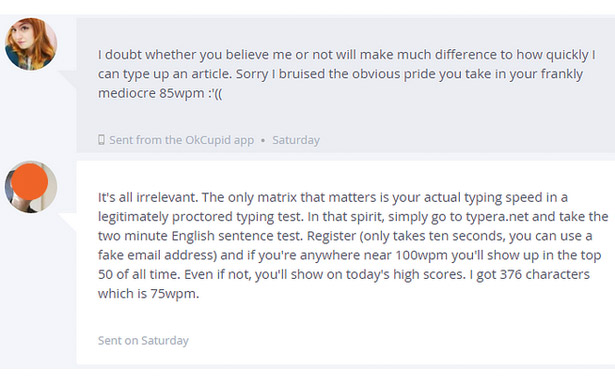 I doubt whether you believe me or not will make much difference to how quickly I
can type up an article. Sorry I bruised the obvious pride you take in your frankly
mediocre 85wpm :'((
Sent from the OkCupid app • Saturday
It's all irrelevant. The only matrix that matters is your actual typing speed in a
legitimately proctored typing test. In that spirit, simply go to typera.net and take the
two minute English sentence test. Register (only takes ten seconds, you can use a
fake email address) and if you're anywhere near 100wpm you'll show up in the top
50 of all time. Even if not, you'll show on today's high scores. I got 376 characters
which is 75wpm.
Sent on Saturday